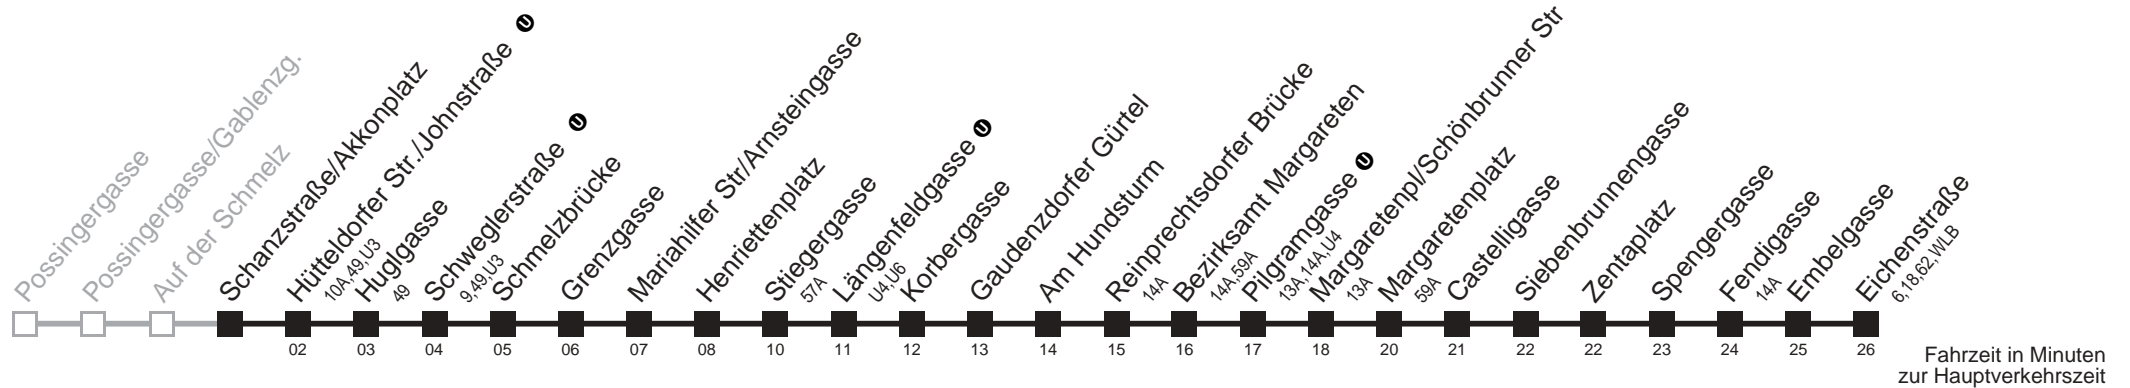 Possingergasse
Possingergasse/Gablenzg.
Auf der Schmelz
Schanzstraße/Akkonplatz
Hütteldorfer Str./Johnstraße U
10A,49,U3
Huglgasse
49
Schweglerstraße U
9,49,U3
Schmelzbrücke
Grenzgasse
Mariahilfer Str/Arnsteingasse
Henriettenplatz
Stiegergasse
57A
Längenfeldgasse U
U4,U6
Korbergasse
Gaudenzdorfer Gürtel
Am Hundsturm
Reinprechtsdorfer Brücke
14A
Bezirksamt Margareten
14A,59A
Pilgramgasse U
13A,14A,U4
Margaretenpl/Schönbrunner Str
13A
Margaretenplatz
59A
Castelligasse
Siebenbrunnengasse
Zentaplatz
Spengergasse
Fendigasse
14A
Embelgasse
Eichenstraße
6,18,62,WLB
02 03 04 05 06 07 08 10 11 12 13 14 15 16 17 18 20 21 22 22 23 24 25 26
Fahrzeit in Minuten
zur Hauptverkehrszeit